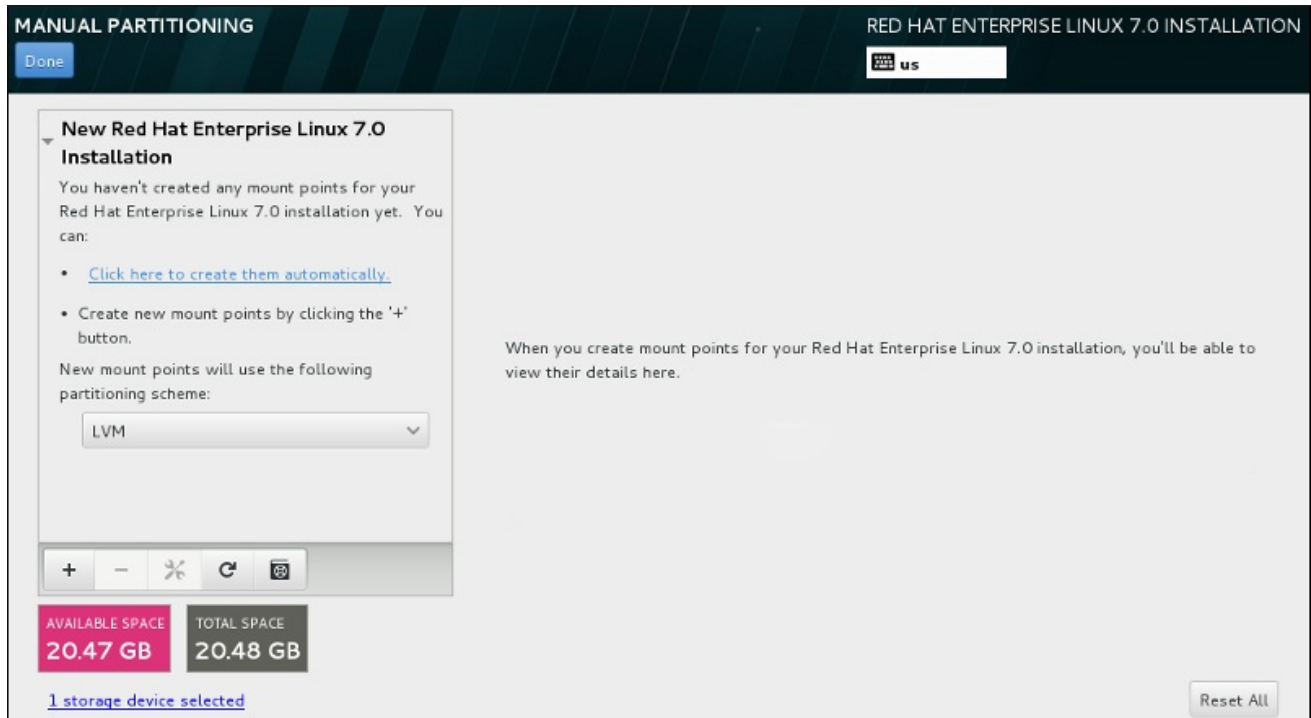 MANUAL PARTITIONING
RED HAT ENTERPRISE LINUX 7.0 INSTALLATION
Done
us
New Red Hat Enterprise Linux 7.0
Installation
You haven't created any mount points for your
Red Hat Enterprise Linux 7.0 installation yet. You
can:
• Click here to create them automatically.
• Create new mount points by clicking the '+'
button.
New mount points will use the following
partitioning scheme:
LVM
When you create mount points for your Red Hat Enterprise Linux 7.0 installation, you'll be able to
view their details here.
+ −
AVAILABLE SPACE
20.47 GB
TOTAL SPACE
20.48 GB
1 storage device selected
Reset All